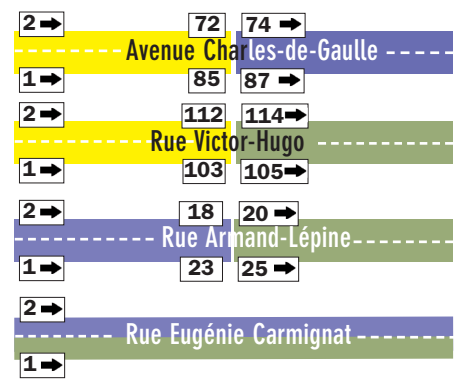 2➡ 72 74➡
Avenue Charles-de-Gaulle
1➡ 85 87➡
2➡ 112 114➡
Rue Victor-Hugo
1➡ 103 105➡
2➡ 18 20➡
Rue Armand-Lépine
1➡ 23 25➡
2➡
Rue Eugénie Carmignat
1➡